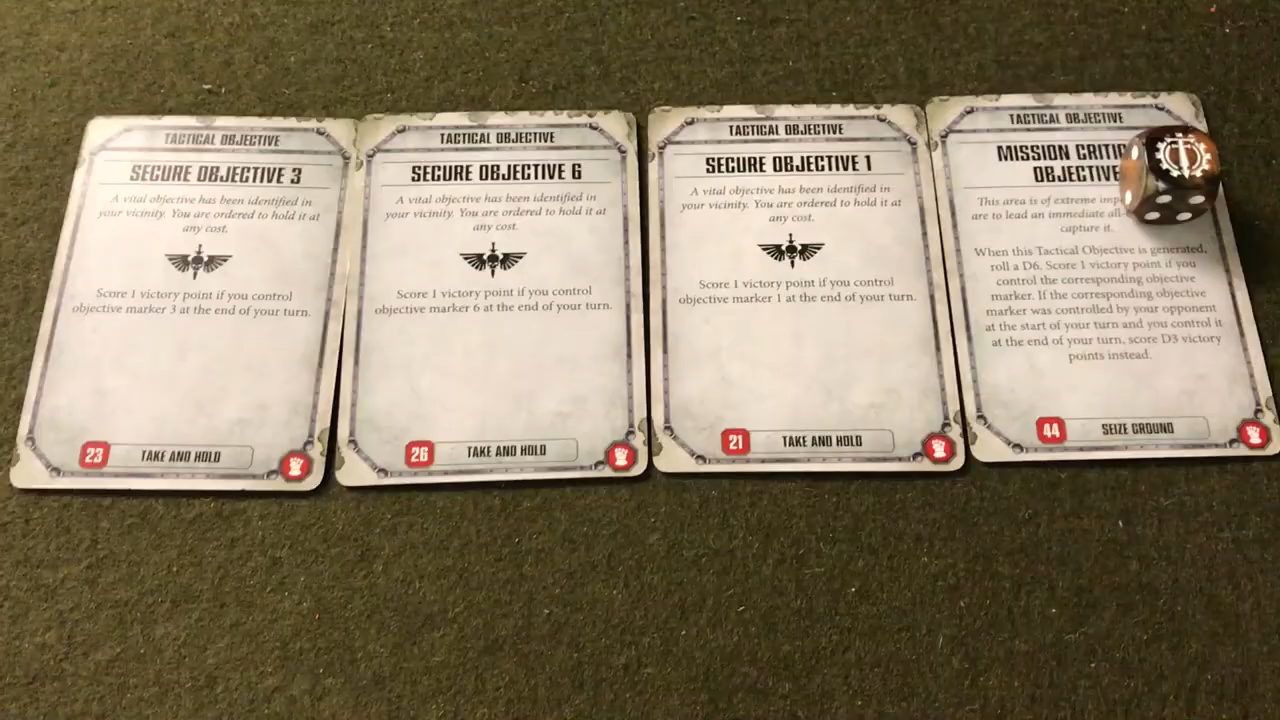 TACTICAL OBJECTIVE
SECURE OBJECTIVE 3
A vital objective has been identified in
your vicinity. You are ordered to hold it at
any cost.
Score 1 victory point if you control
objective marker 3 at the end of your turn.
23 TAKE AND HOLD
TACTICAL OBJECTIVE
SECURE OBJECTIVE 6
A vital objective has been identified in
your vicinity. You are ordered to hold it at
any cost.
Score 1 victory point if you control
objective marker 6 at the end of your turn.
26 TAKE AND HOLD
TACTICAL OBJECTIVE
SECURE OBJECTIVE 1
A vital objective has been identified in
your vicinity. You are ordered to hold it at
any cost.
Score 1 victory point if you control
objective marker 1 at the end of your turn.
21 TAKE AND HOLD
TACTICAL OBJECTIVE
MISSION
OBJECTIVE
This area is of extreme
are to lead an immediate
capture it.
When this Tactical Objective is generated,
roll a D6. Score 1 victory point if you
control the corresponding objective
marker. If the corresponding objective
marker was controlled by your opponent
at the start of your turn and you control it
at the end of your turn, score D3 victory
points instead.
44 SEIZE GROUND